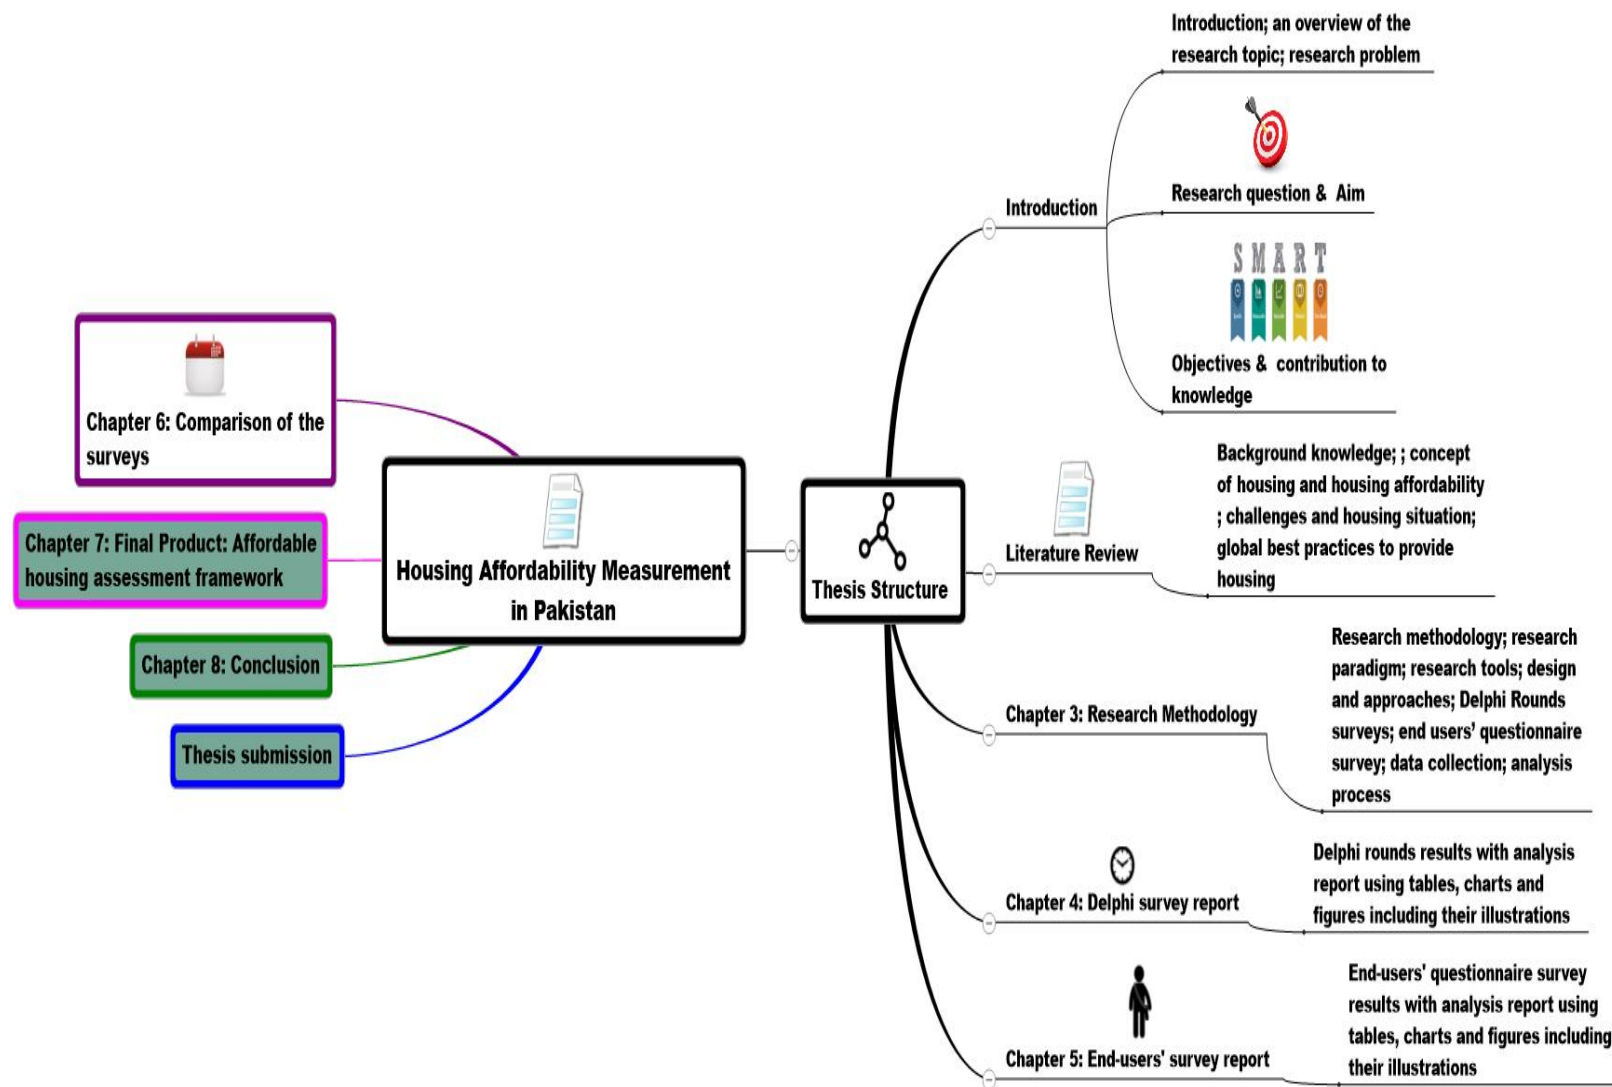 Introduction; an overview of the
research topic; research problem
Research question &  Aim
S M A R T
Objectives &  contribution to
knowledge
Introduction
Background knowledge; ; concept
of housing and housing affordability
; challenges and housing situation;
global best practices to provide
housing
Literature Review
Research methodology; research
paradigm; research tools; design
and approaches; Delphi Rounds
surveys; end users’ questionnaire
survey; data collection; analysis
process
Chapter 3: Research Methodology
Delphi rounds results with analysis
report using tables, charts and
figures including their illustrations
Chapter 4: Delphi survey report
End-users' questionnaire survey
results with analysis report using
tables, charts and figures including
their illustrations
Chapter 5: End-users' survey report
Thesis Structure
Housing Affordability Measurement
in Pakistan
Chapter 6: Comparison of the
surveys
Chapter 7: Final Product: Affordable
housing assessment framework
Chapter 8: Conclusion
Thesis submission